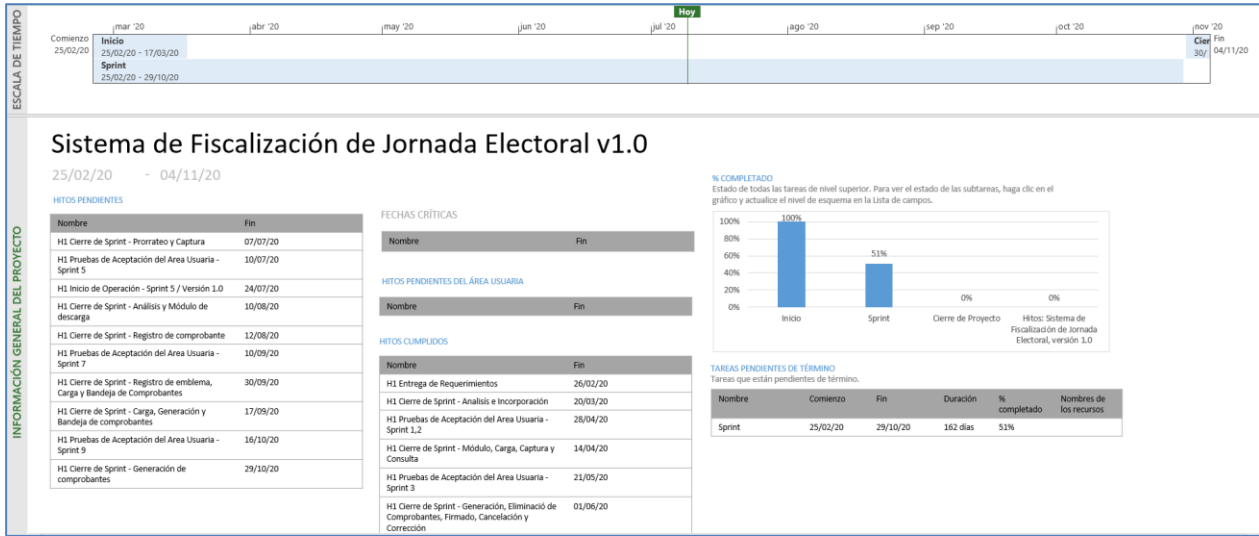 ESCALA DE TIEMPO
Hoy
mar '20
abr '20
may '20
jun '20
jul '20
ago '20
sep '20
oct '20
nov '20
Comienzo
25/02/20
Inicio
25/02/20 - 17/03/20
Sprint
25/02/20 - 29/10/20
Cier
30/
Fin
04/11/20
INFORMACIÓN GENERAL DEL PROYECTO
Sistema de Fiscalización de Jornada Electoral v1.0
25/02/20 - 04/11/20
HITOS PENDIENTES
Nombre Fin
H1 Cierre de Sprint - Prorrateo y Captura 07/07/20
H1 Pruebas de Aceptación del Area Usuaria - 10/07/20
Sprint 5
H1 Inicio de Operación - Sprint 5 / Versión 1.0 24/07/20
H1 Cierre de Sprint - Análisis y Módulo de 10/08/20
descarga
H1 Cierre de Sprint - Registro de comprobante 12/08/20
H1 Pruebas de Aceptación del Area Usuaria - 10/09/20
Sprint 7
H1 Cierre de Sprint - Registro de emblema, 30/09/20
Carga y Bandeja de Comprobantes
H1 Cierre de Sprint - Carga, Generación y 17/09/20
Bandeja de comprobantes
H1 Pruebas de Aceptación del Area Usuaria - 16/10/20
Sprint 9
H1 Cierre de Sprint - Generación de 29/10/20
comprobantes
FECHAS CRÍTICAS
Nombre Fin
HITOS PENDIENTES DEL ÁREA USUARIA
Nombre Fin
HITOS CUMPLIDOS
Nombre Fin
H1 Entrega de Requerimientos 26/02/20
H1 Cierre de Sprint - Analisis e Incorporación 20/03/20
H1 Pruebas de Aceptación del Area Usuaria - 28/04/20
Sprint 1,2
H1 Cierre de Sprint - Módulo, Carga, Captura y 14/04/20
Consulta
H1 Pruebas de Aceptación del Area Usuaria - 21/05/20
Sprint 3
H1 Cierre de Sprint - Generación, Eliminació de 01/06/20
Comprobantes, Firmado, Cancelación y
Corrección
% COMPLETADO
Estado de todas las tareas de nivel superior. Para ver el estado de las subtareas, haga clic en el
gráfico y actualice el nivel de esquema en la Lista de campos.
100%
80%
60%
40%
20%
0%
100%
51%
0%
0%
Inicio
Sprint
Cierre de Proyecto
Hitos: Sistema de
Fiscalización de Jornada
Electoral, versión 1.0
TAREAS PENDIENTES DE TÉRMINO
Tareas que están pendientes de término.
Nombre Comienzo Fin Duración % Nombres de
completado los recursos
Sprint 25/02/20 29/10/20 162 días 51%